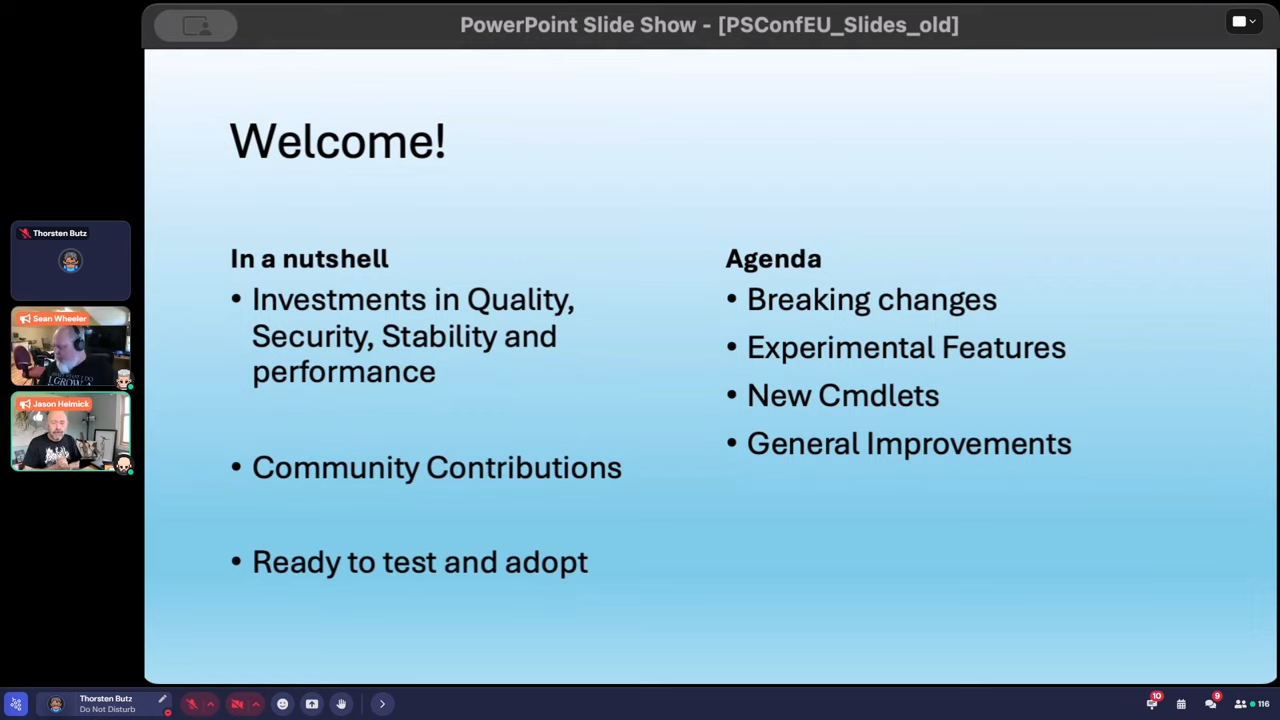 PowerPoint Slide Show - [PSConfEU_Slides_old]
Welcome!
In a nutshell
• Investments in Quality,
Security, Stability and
performance
• Community Contributions
• Ready to test and adopt
Agenda
• Breaking changes
• Experimental Features
• New Cmdlets
• General Improvements
Thorsten Butz
Sean Wheeler
Jason Helmick
Thorsten Butz
Do Not Disturb
10
9
116